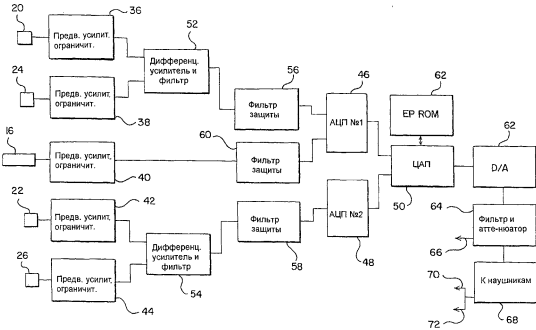 20
36
Предв. усилит,
ограничит.
52
24
Предв. усилит,
ограничит.
38
Дифференц.
усилитель и
фильтр
56
Фильтр
защиты
46
АЦП №1
62
EP ROM
16
Предв. усилит,
ограничит.
40
60
Фильтр
защиты
ЦАП
50
62
D/A
22
42
Предв. усилит,
ограничит.
Фильтр
защиты
58
АЦП №2
48
64
Фильтр и
атте-нюатор
66
26
Предв. усилит,
ограничит.
44
Дифференц.
усилитель и
фильтр
54
70
72
К наушникам
68